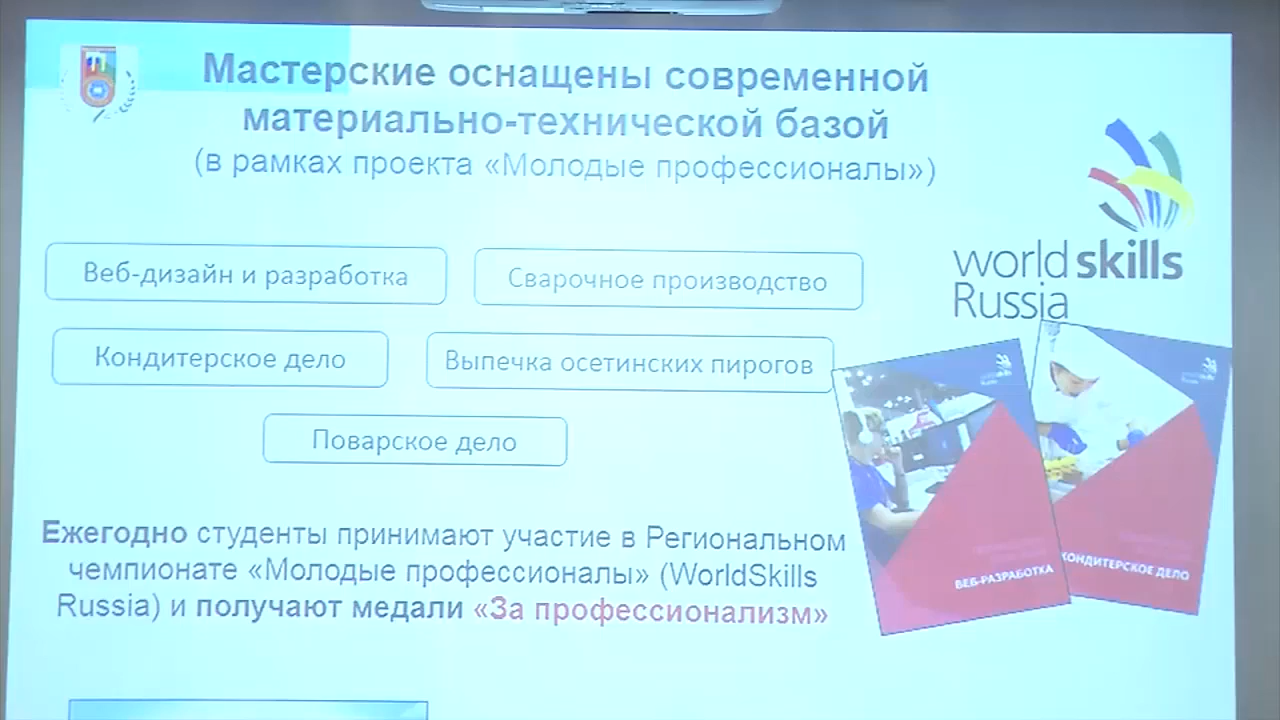 Мастерские оснащены современной
материально-технической базой
(в рамках проекта «Молодые профессионалы»)
world skills
Russia
Веб-дизайн и разработка
Сварочное производство
Кондитерское дело
Выпечка осетинских пирогов
Поварское дело
Ежегодно студенты принимают участие в Региональном
чемпионате «Молодые профессионалы» (WorldSkills
Russia) и получают медали «За профессионализм»
ВЕБ-РАЗРАБОТКА
КОНДИТЕРСКОЕ ДЕЛО